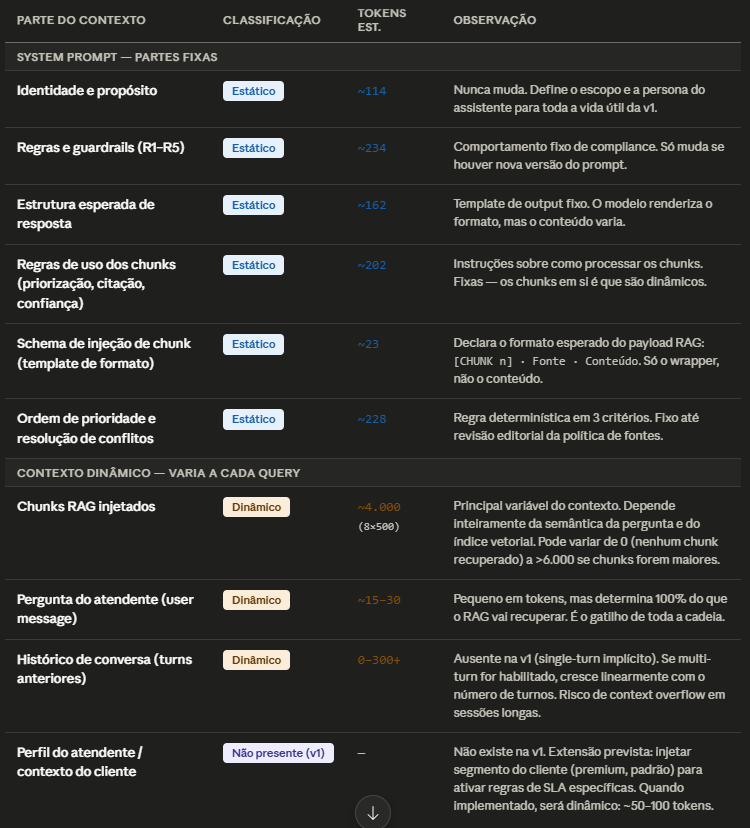 PARTE DO CONTEXTO CLASSIFICAÇÃO TOKENS EST. OBSERVAÇÃO
SYSTEM PROMPT — PARTES FIXAS
Identidade e propósito Estático ~114 Nunca muda. Define o escopo e a persona do
assistente para toda a vida útil da v1.
Regras e guardrails (R1–R5) Estático ~234 Comportamento fixo de compliance. Só muda se
houver nova versão do prompt.
Estrutura esperada de Estático ~162 Template de output fixo. O modelo renderiza o
resposta formato, mas o conteúdo varia.
Regras de uso dos chunks Estático ~202 Instruções sobre como processar os chunks.
(priorização, citação, Fixas — os chunks em si é que são dinâmicos.
confiança)
Schema de injeção de chunk Estático ~23 Declara o formato esperado do payload RAG:
(template de formato) [CHUNK n] · Fonte · Conteúdo. Só o wrapper,
não o conteúdo.
Ordem de prioridade e Estático ~228 Regra determinística em 3 critérios. Fixo até
resolução de conflitos revisão editorial da política de fontes.
CONTEXTO DINÂMICO — VARIA A CADA QUERY
Chunks RAG injetados Dinâmico ~4.000 Principal variável do contexto. Depende
(8×500) inteiramente da semântica da pergunta e do
índice vetorial. Pode variar de 0 (nenhum chunk
recuperado) a >6.000 se chunks forem maiores.
Pergunta do atendente (user Dinâmico ~15–30 Pequeno em tokens, mas determina 100% do que
message) o RAG vai recuperar. É o gatilho de toda a cadeia.
Histórico de conversa (turns Dinâmico 0–300+ Ausente na v1 (single-turn implícito). Se multi-
anteriores) turn for habilitado, cresce linearmente com o
número de turnos. Risco de context overflow em
sessões longas.
Perfil do atendente / Não presente (v1) — Não existe na v1. Extensão prevista: injetar
contexto do cliente segmento do cliente (premium, padrão) para
ativar regras de SLA específicas. Quando
implementado, será dinâmico: ~50–100 tokens.